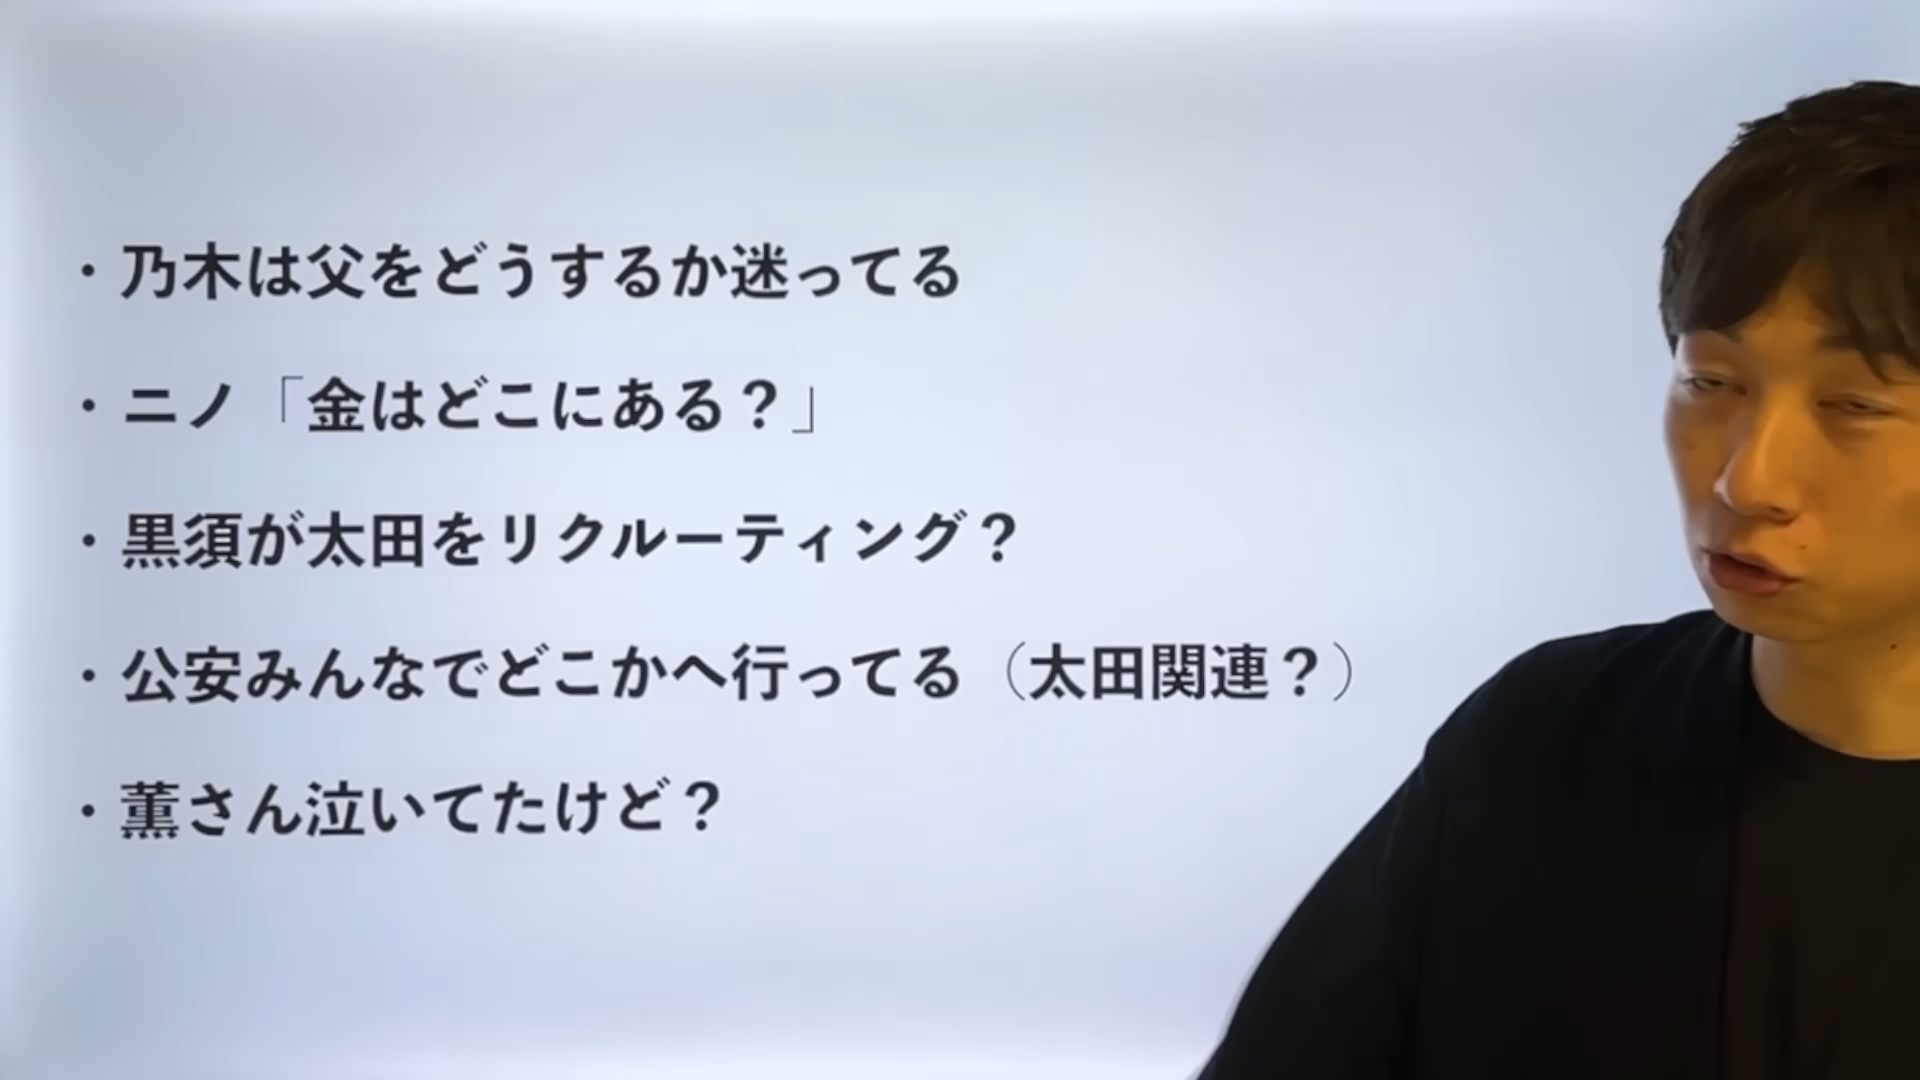 ・乃木は父をどうするか迷ってる
・ニノ「金はどこにある？」
・黒須が太田をリクルーティング？
・公安みんなでどこかへ行ってる（太田関連？）
・薫さん泣いてたけど？